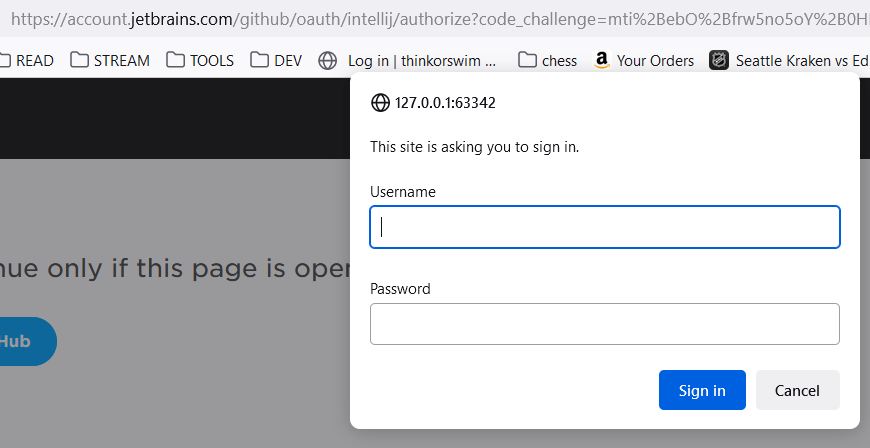 https://account.jetbrains.com/github/oauth/intellij/authorize?code_challenge=mti%2BebO%2Bfrw5no5oY%2B0H
READ STREAM TOOLS DEV Log in | thinkorswim ... chess Your Orders Seattle Kraken vs Ed
127.0.0.1:63342
This site is asking you to sign in.
Username
nue only if this page is oper
Password
Hub
Sign in Cancel